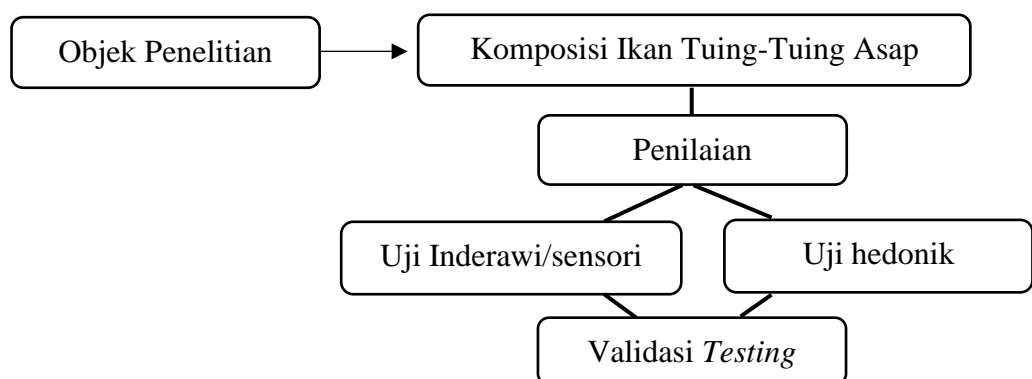 Objek Penelitian
Komposisi Ikan Tuing-Tuing Asap
Penilaian
Uji Inderawi/sensori
Uji hedonik
Validasi Testing